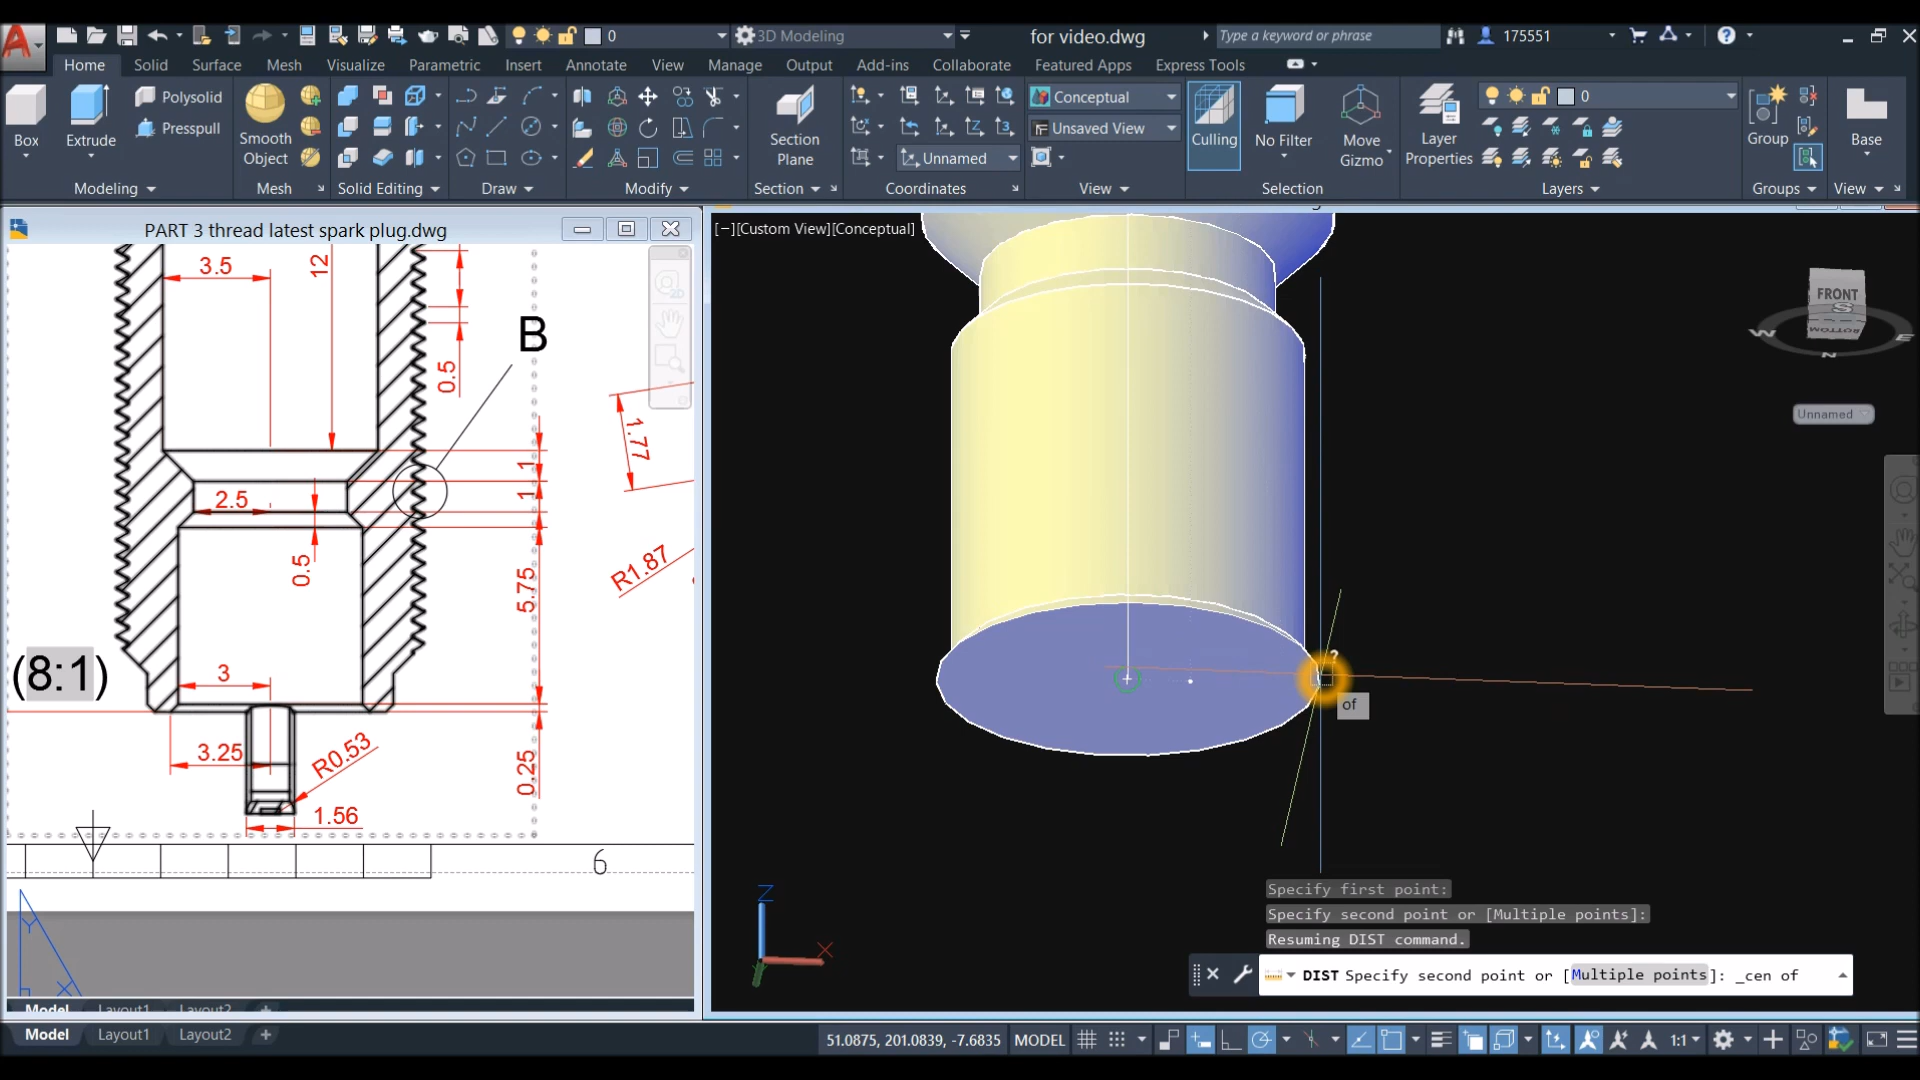 0
3D Modeling
for video.dwg
Type a keyword or phrase
175551
Home
Solid
Surface
Mesh
Visualize
Parametric
Insert
Annotate
View
Manage
Output
Add-ins
Collaborate
Featured Apps
Express Tools
Box
Extrude
Polysolid
Presspull
Smooth
Object
Section
Plane
Unnamed
Conceptual
Unsaved View
Culling
No Filter
Move
Gizmo
Layer
Properties
0
Group
Base
Modeling
Mesh
Solid Editing
Draw
Modify
Section
Coordinates
View
Selection
Layers
Groups
View
PART 3 thread latest spark plug.dwg
3.5
12
0.5
B
1.77
1
1
2.5
0.5
5.75
R1.87
(8:1)
3
3.25
R0.53
0.25
1.56
6
Y
X
Model
Layout1
Layout2
[−][Custom View][Conceptual]
FRONT
S
BOTTOM
W
E
N
Unnamed
of
Z
X
Specify first point:
Specify second point or [Multiple points]:
Resuming DIST command.
DIST Specify second point or [Multiple points]: _cen of
Model
Layout1
Layout2
51.0875, 201.0839, -7.6835
MODEL
1:1